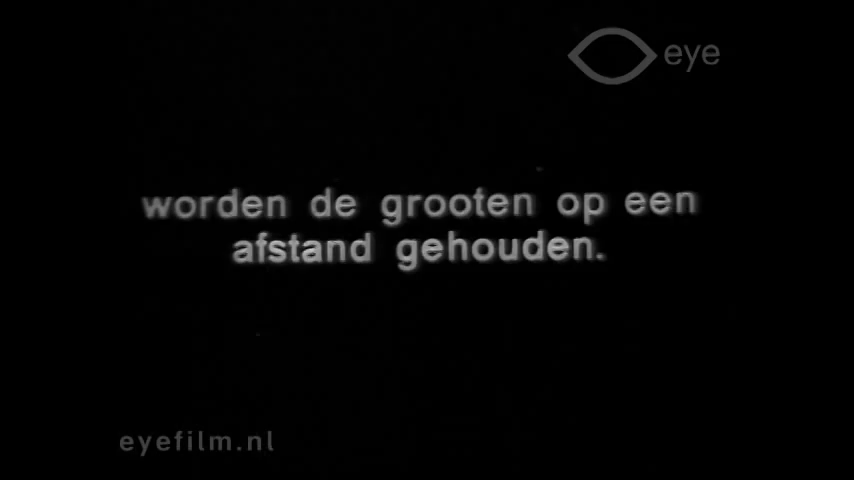 eye
worden de grooten op een
afstand gehouden.
eyefilm.nl